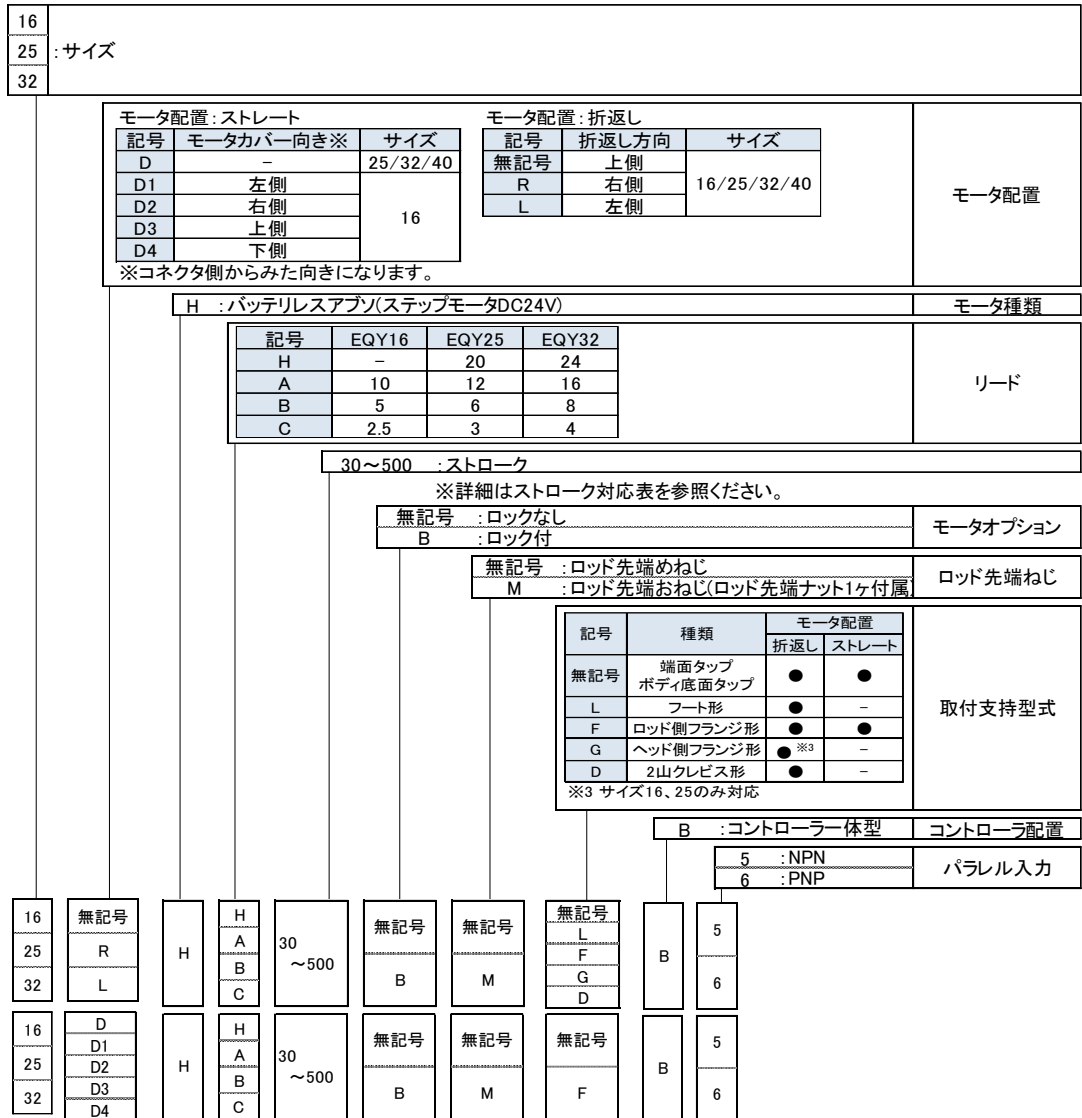 16
25 :サイズ
32
モータ配置:ストレート
記号 モータカバー向き※ サイズ
D - 25/32/40
D1 左側 16
D2 右側
D3 上側
D4 下側
※コネクタ側からみた向きになります。
モータ配置:折返し
記号 折返し方向 サイズ
無記号 上側 16/25/32/40
R 右側
L 左側
モータ配置
H :バッテリレスアブソ(ステップモータDC24V) モータ種類
記号 EQY16 EQY25 EQY32
H - 20 24
A 10 12 16
B 5 6 8
C 2.5 3 4
リード
30~500 :ストローク
※詳細はストローク対応表を参照ください。
無記号 :ロックなし
B :ロック付
モータオプション
無記号 :ロッド先端めねじ
M :ロッド先端おねじ(ロッド先端ナット1ヶ付属)
ロッド先端ねじ
記号 種類 モータ配置
折返し ストレート
無記号 端面タップ ボディ底面タップ ● ●
L フート形 ● -
F ロッド側フランジ形 ● ●
G ヘッド側フランジ形 ● ※3 -
D 2山クレビス形 ● -
※3 サイズ16、25のみ対応
取付支持型式
B :コントローラ一体型 コントローラ配置
5 :NPN
6 :PNP
パラレル入力
16 25 32
無記号 R L
H
H A B C
30 ~500
無記号 B
無記号 M
無記号 L F G D
B
5 6
16 25 32
D D1 D2 D3 D4
H
H A B C
30 ~500
無記号 B
無記号 M
無記号 F
B
5 6